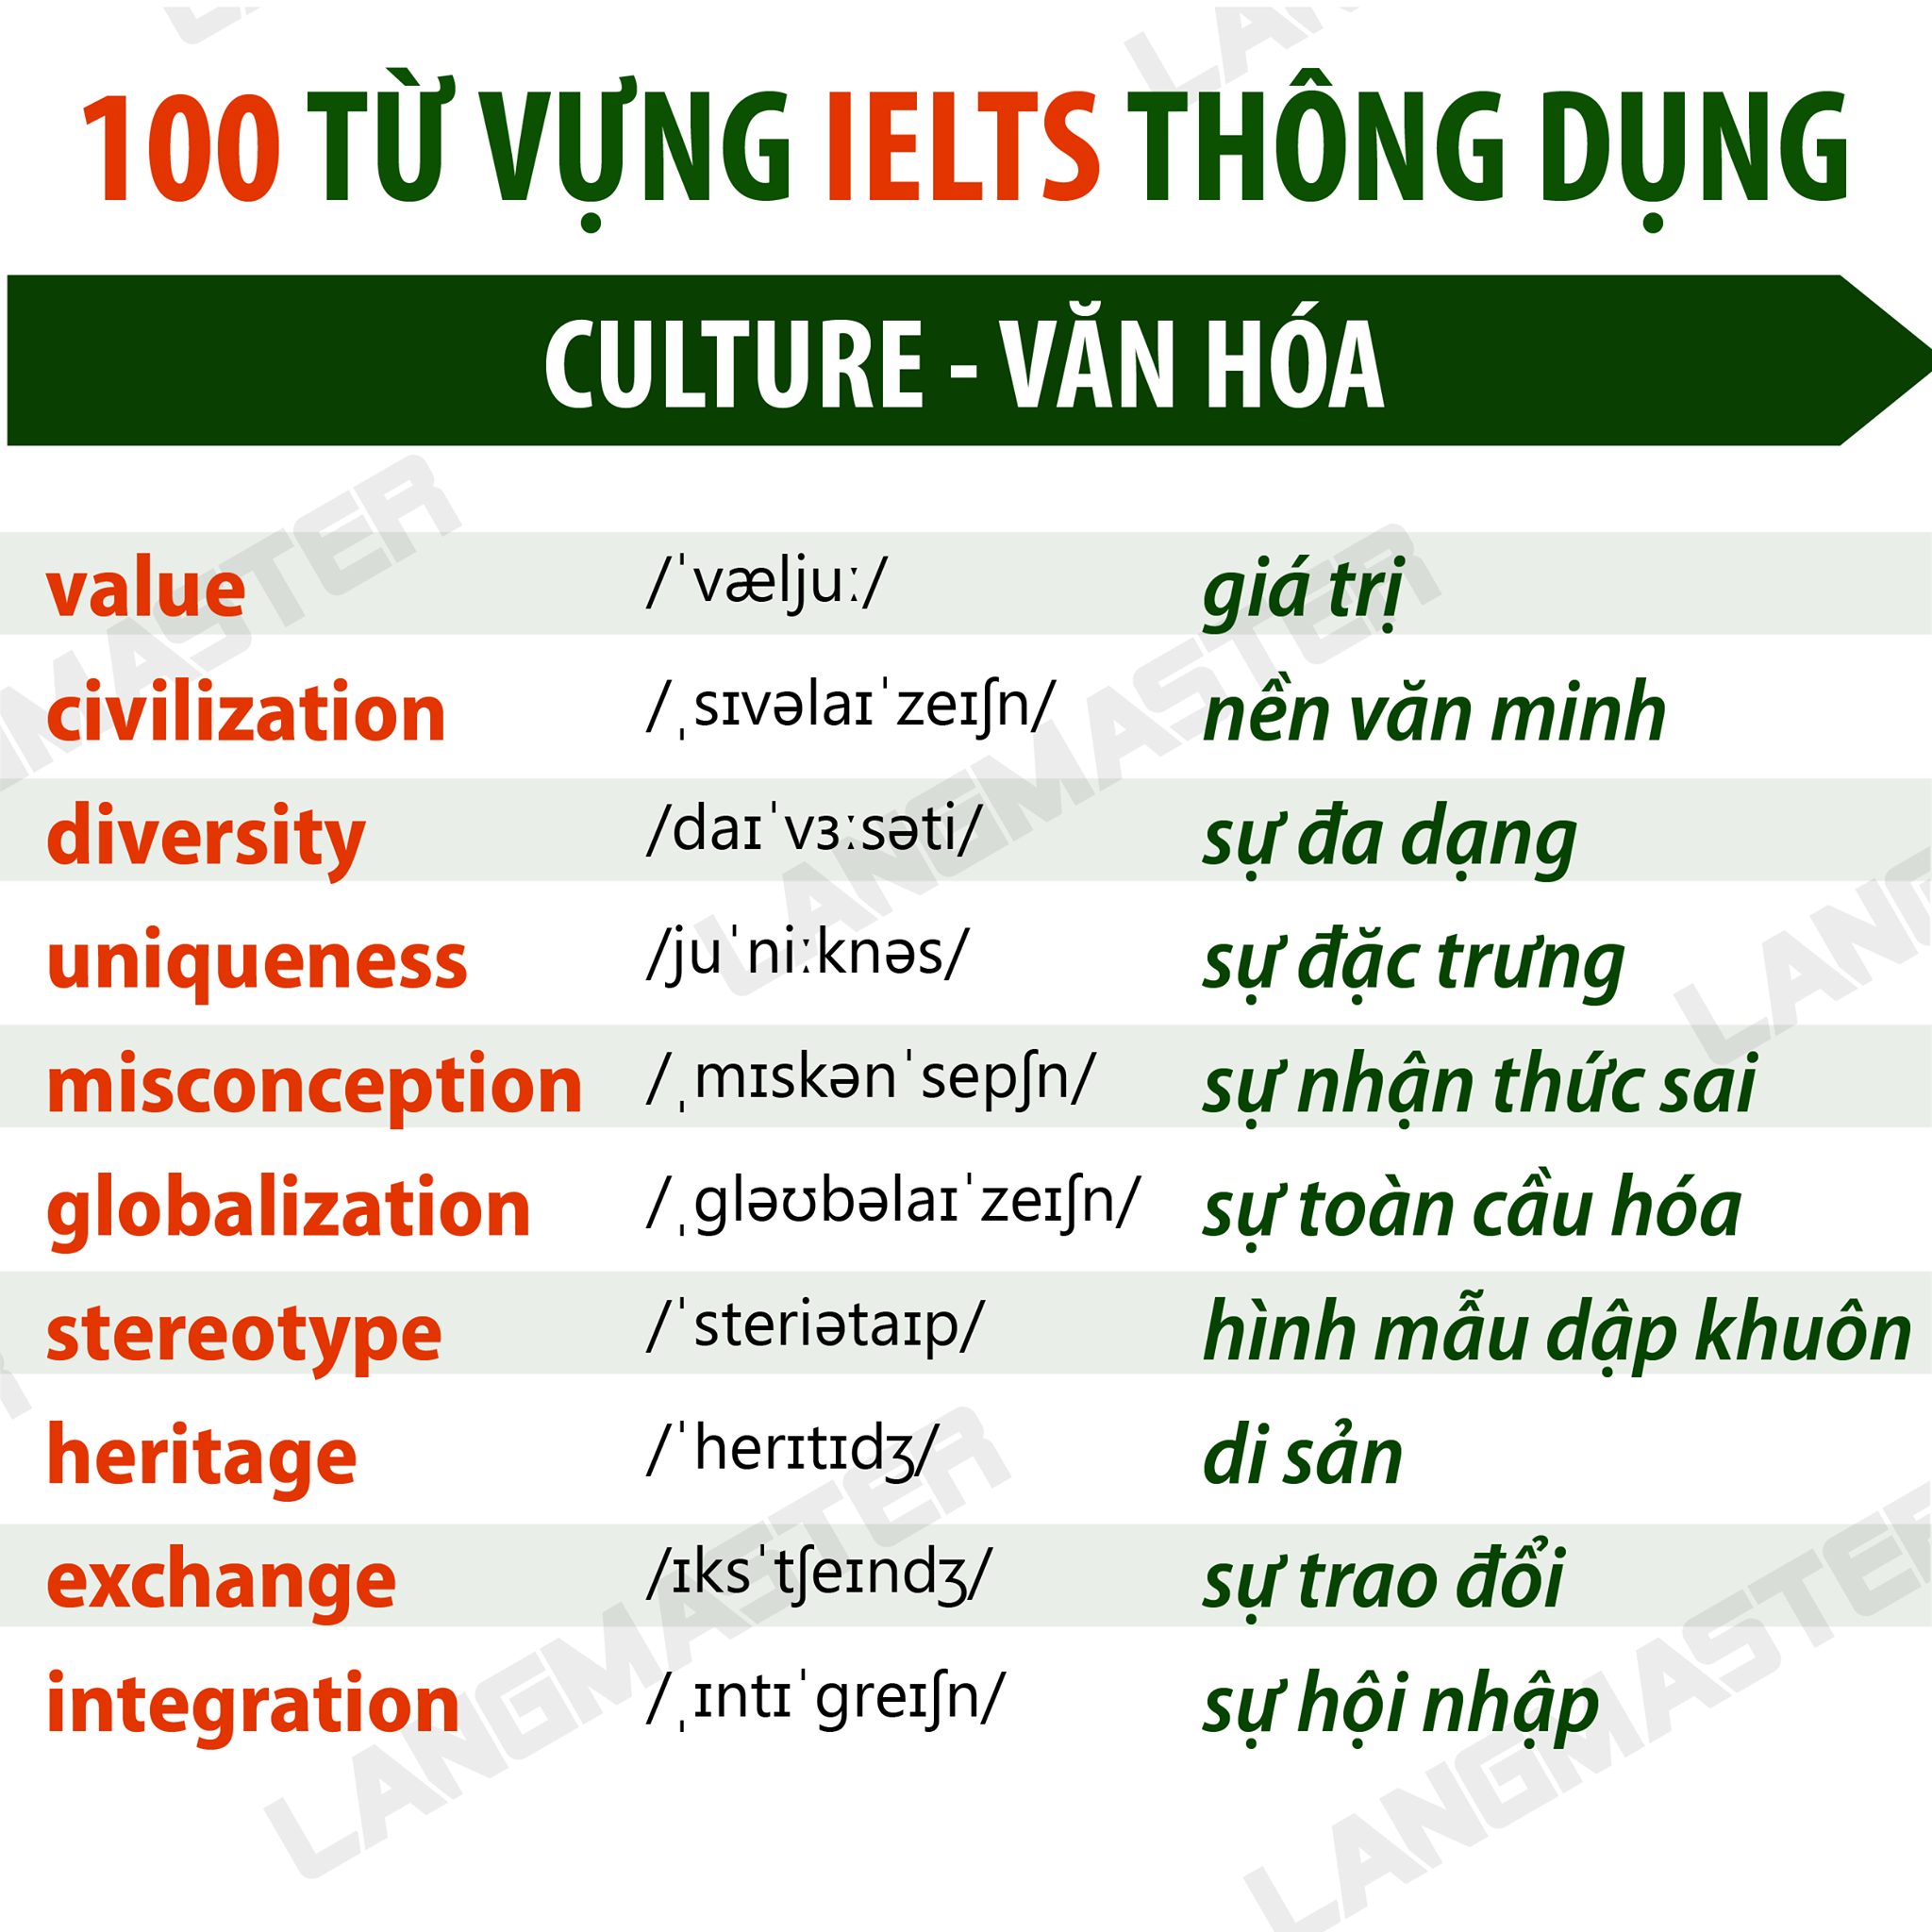 100 TỪ VỰNG IELTS THÔNG DỤNG
CULTURE - VĂN HÓA
value /ˈvæljuː/ giá trị
civilization /ˌsɪvəlaɪˈzeɪʃn/ nền văn minh
diversity /daɪˈvɜːsəti/ sự đa dạng
uniqueness /juˈniːknəs/ sự đặc trưng
misconception /ˌmɪskənˈsepʃn/ sự nhận thức sai
globalization /ˌɡləʊbəlaɪˈzeɪʃn/ sự toàn cầu hóa
stereotype /ˈsteriətaɪp/ hình mẫu dập khuôn
heritage /ˈherɪtɪdʒ/ di sản
exchange /ɪksˈtʃeɪndʒ/ sự trao đổi
integration /ˌɪntɪˈɡreɪʃn/ sự hội nhập
LANGMASTER
LANGMASTER
LANGMASTER